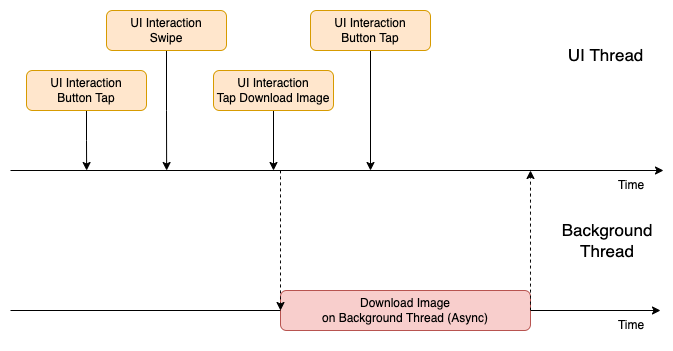 UI Interaction
Swipe
UI Interaction
Button Tap
UI Thread
UI Interaction
Button Tap
UI Interaction
Tap Download Image
Time
Background
Thread
Download Image
on Background Thread (Async)
Time